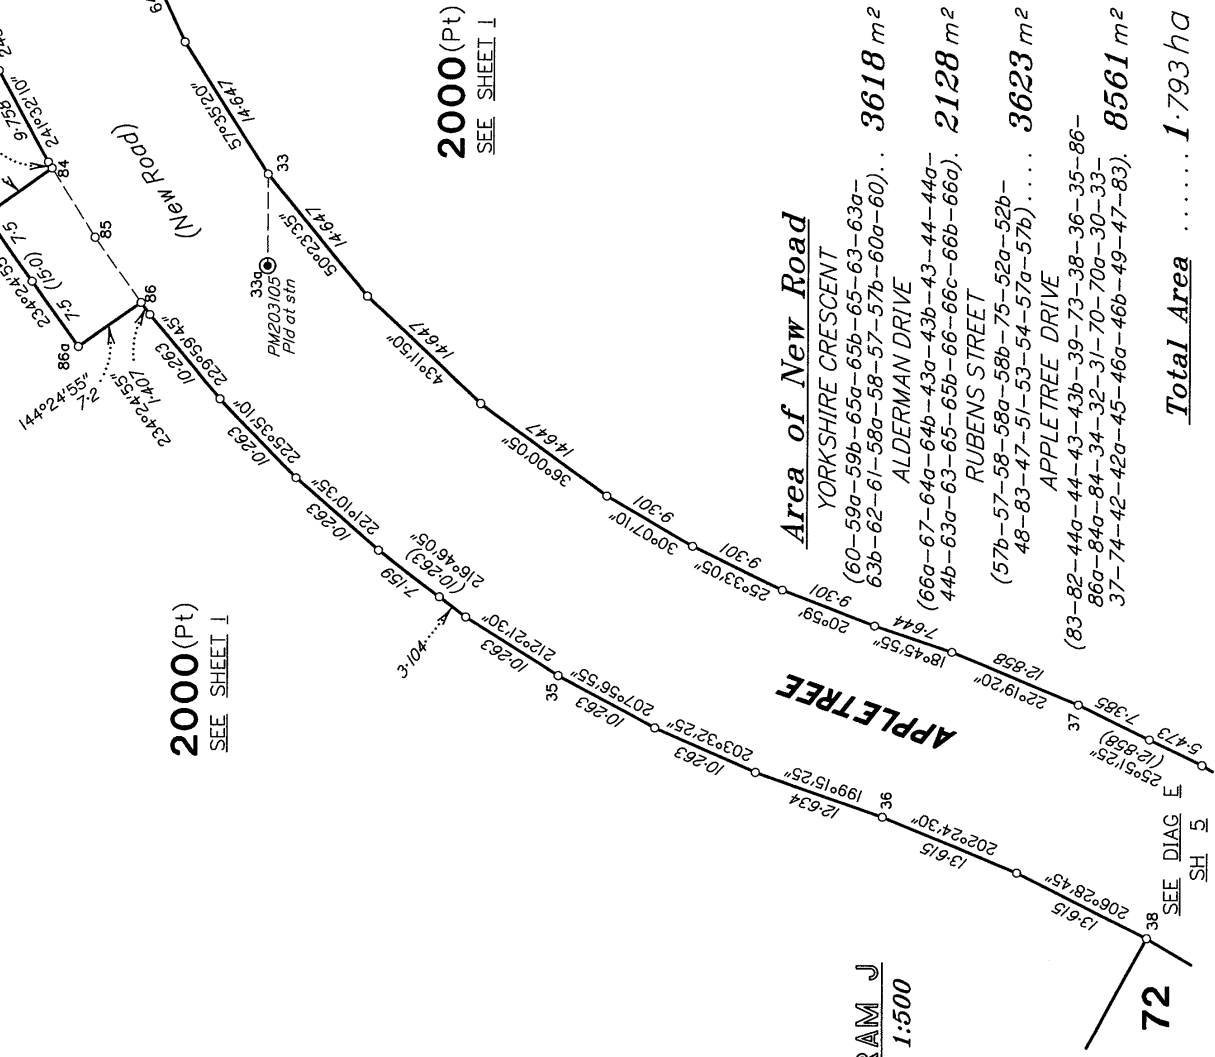 2000(Pt)
SEE SHEET 1
2000(Pt)
SEE SHEET 1
(New Road)
APPLETREE
9·758
241°32'10"
84
85
86
86a
234°24'55"
7·5 (15·0) 7·5
144°24'55"
7·2
234°24'55"
1·407
57°35'20"
14·647
33
33a
PM203105
Pld at stn
50°23'35"
14·647
43°11'50"
14·647
36°00'05"
14·647
30°07'10"
9·301
25°33'05"
9·301
20°59'
9·301
18°45'55"
7·644
22°19'20"
12·858
37
7·385
(12·858)
25°51'25"
5·473
229°59'45"
10·263
225°35'10"
10·263
221°10'35"
10·263
216°46'05"
(10·263)
7·159
3·104
212°21'30"
10·263
35
207°56'55"
10·263
203°32'25"
10·263
199°15'25"
12·634
36
202°24'30"
13·615
206°28'45"
13·615
38
SEE DIAG E
SH 5
72
RAM J
1:500
Area of New Road
YORKSHIRE CRESCENT
(60-59a-59b-65a-65b-65-63-63a-
63b-62-61-58a-58-57-57b-60a-60).. 3618 m²
ALDERMAN DRIVE
(66a-67-64a-64b-43a-43b-43-44-44a-
44b-63a-63-65-65b-66-66c-66b-66a). 2128 m²
RUBENS STREET
(57b-57-58-58a-58b-75-52a-52b-
48-83-47-51-53-54-57a-57b).... 3623 m²
APPLETREE DRIVE
(83-82-44a-44-43-43b-39-73-38-36-35-86-
86a-84a-84-34-32-31-70-70a-30-33-
37-74-42-42a-45-46a-46b-49-47-83). 8561 m²
Total Area ....... 1·793 ha